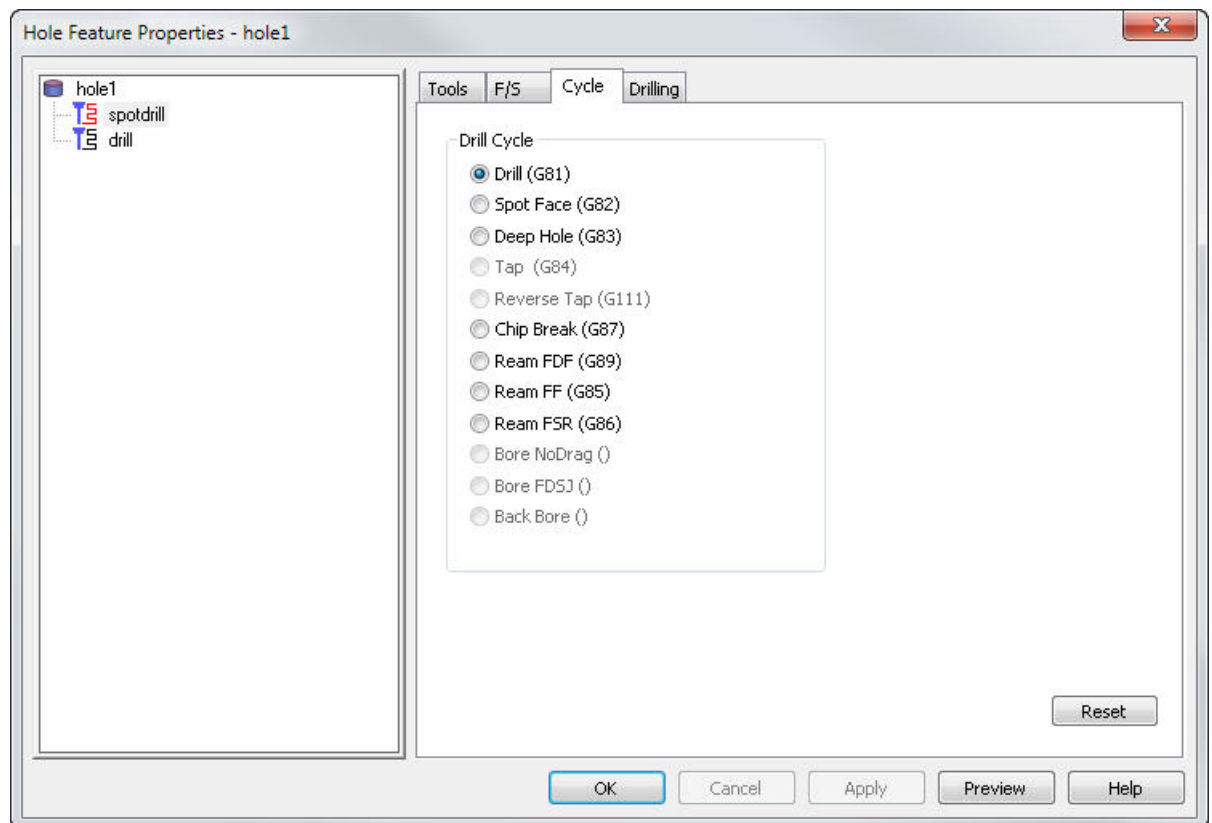 Hole Feature Properties - hole1
hole1
spotdrill
drill
Tools F/S Cycle Drilling
Drill Cycle
Drill (G81)
Spot Face (G82)
Deep Hole (G83)
Tap (G84)
Reverse Tap (G111)
Chip Break (G87)
Ream FDF (G89)
Ream FF (G85)
Ream FSR (G86)
Bore NoDrag ()
Bore FDSJ ()
Back Bore ()
Reset
OK Cancel Apply Preview Help